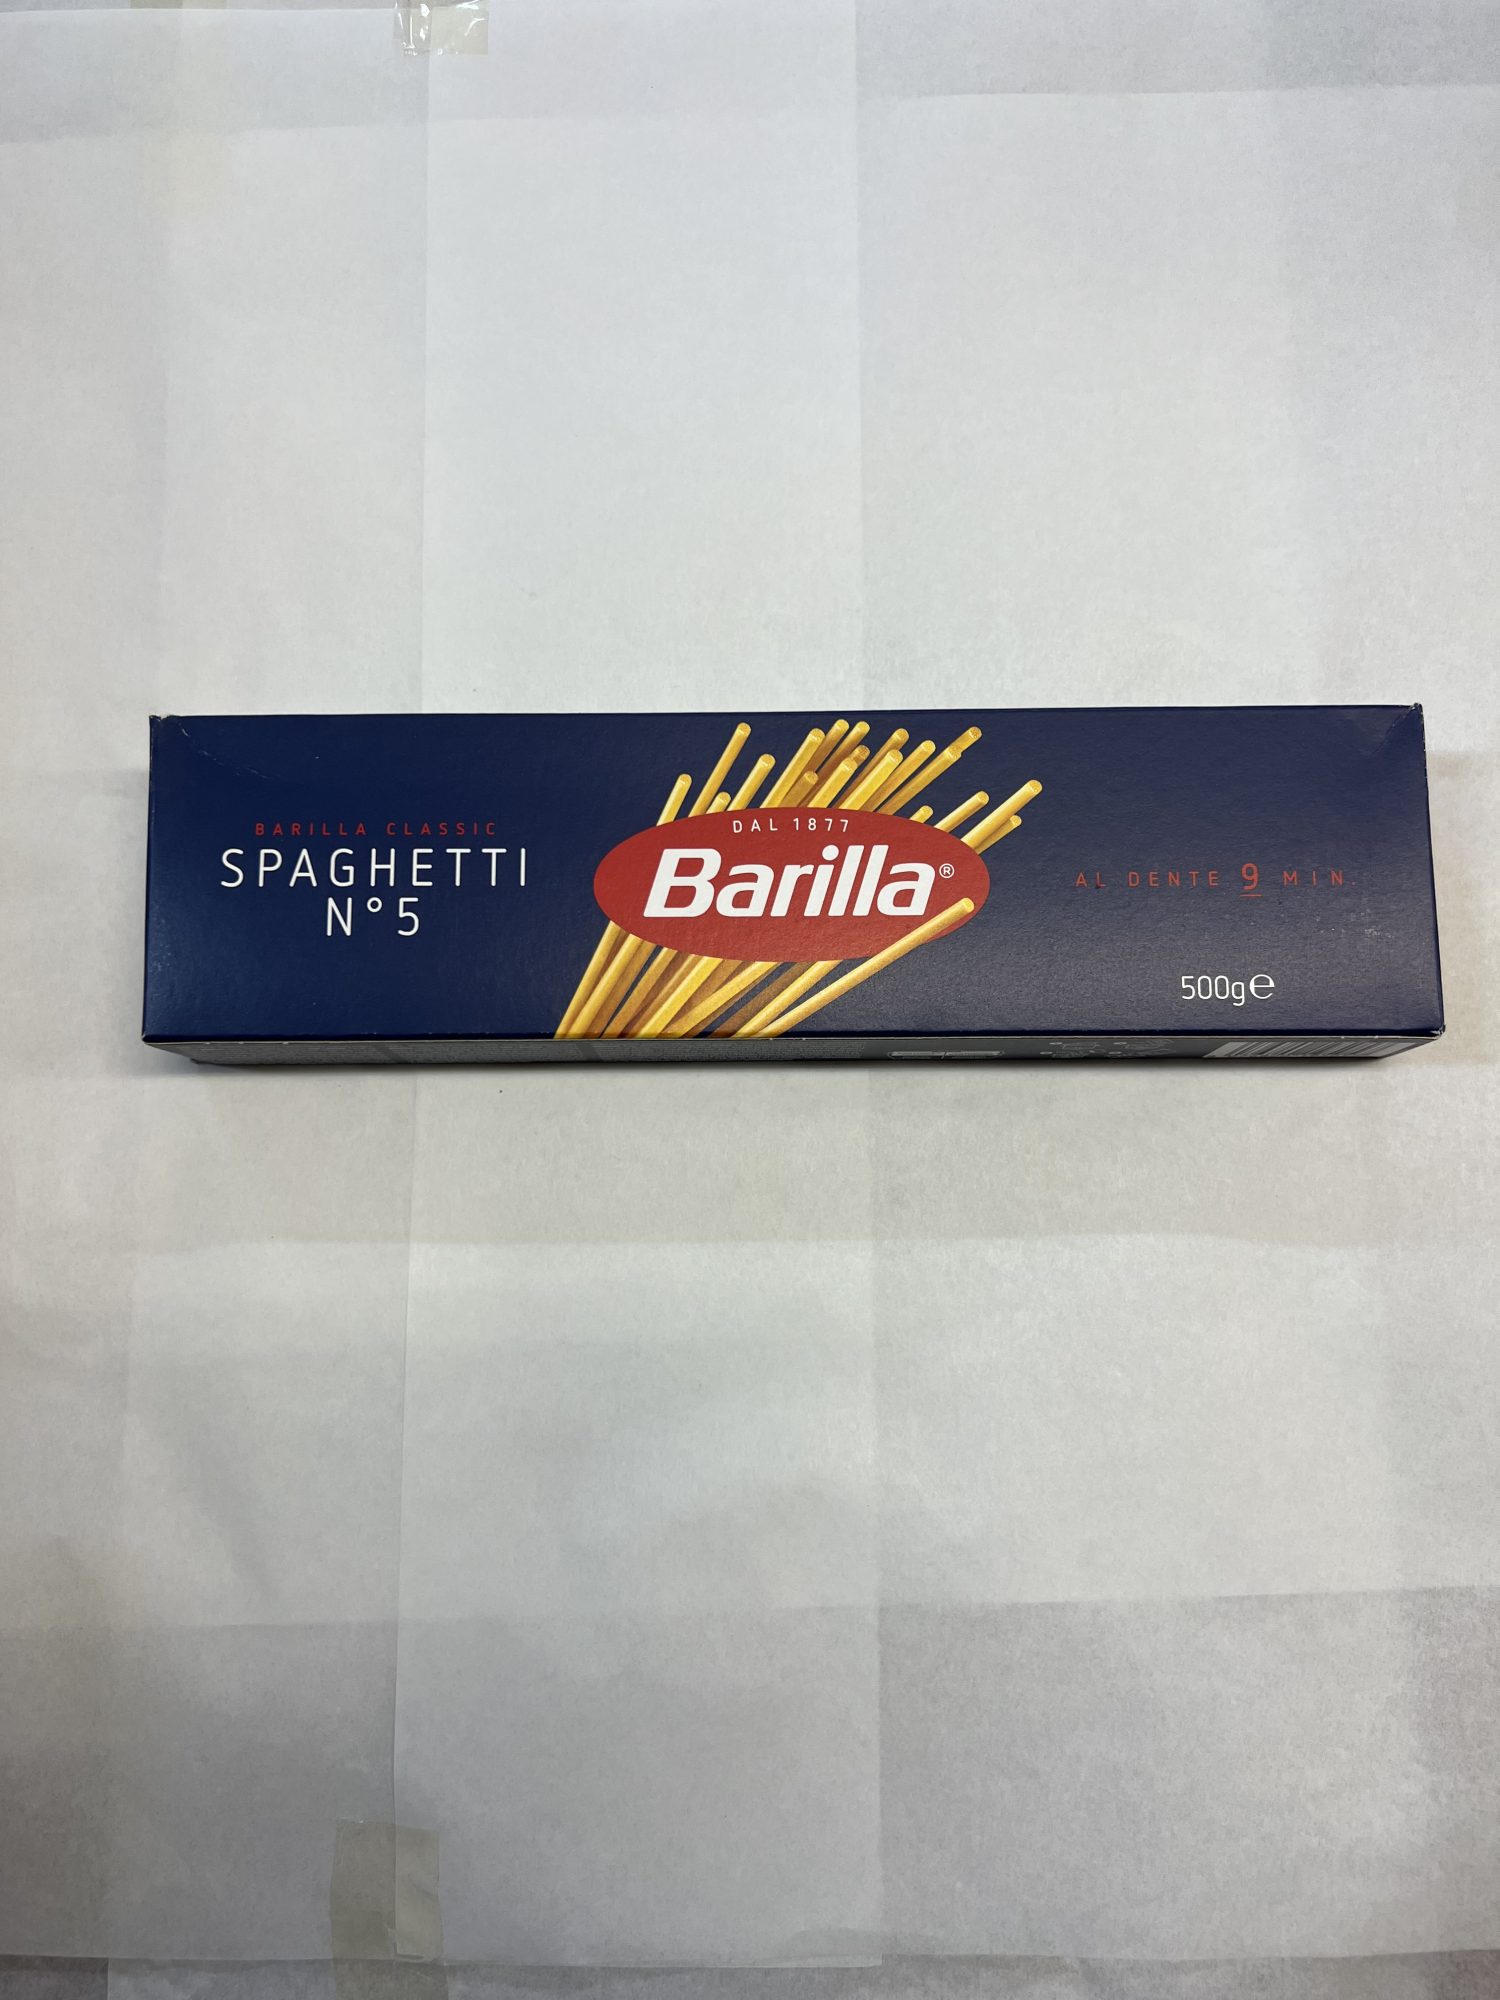 BARILLA CLASSIC
SPAGHETTI
N°5
DAL 1877
Barilla®
AL DENTE 9 MIN.
500g℮